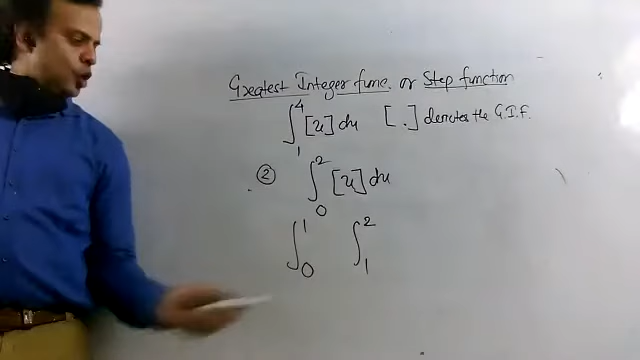 Greatest Integer func. or Step function
∫₁⁴ [x] dx [ . ] denotes the G.I.F.
② ∫₀² [x] dx
∫₀¹ ∫₁²